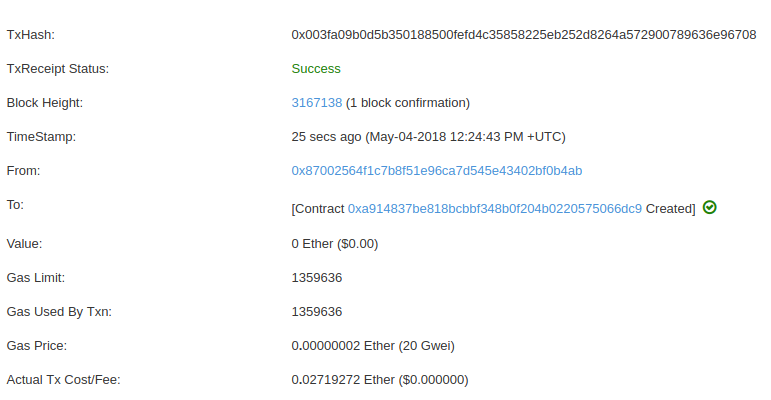 TxHash: 0x003fa09b0d5b350188500fefd4c35858225eb252d8264a572900789636e96708
TxReceipt Status: Success
Block Height: 3167138 (1 block confirmation)
TimeStamp: 25 secs ago (May-04-2018 12:24:43 PM +UTC)
From: 0x87002564f1c7b8f51e96ca7d545e43402bf0b4ab
To: [Contract 0xa914837be818bcbbf348b0f204b0220575066dc9 Created]
Value: 0 Ether ($0.00)
Gas Limit: 1359636
Gas Used By Txn: 1359636
Gas Price: 0.00000002 Ether (20 Gwei)
Actual Tx Cost/Fee: 0.02719272 Ether ($0.000000)